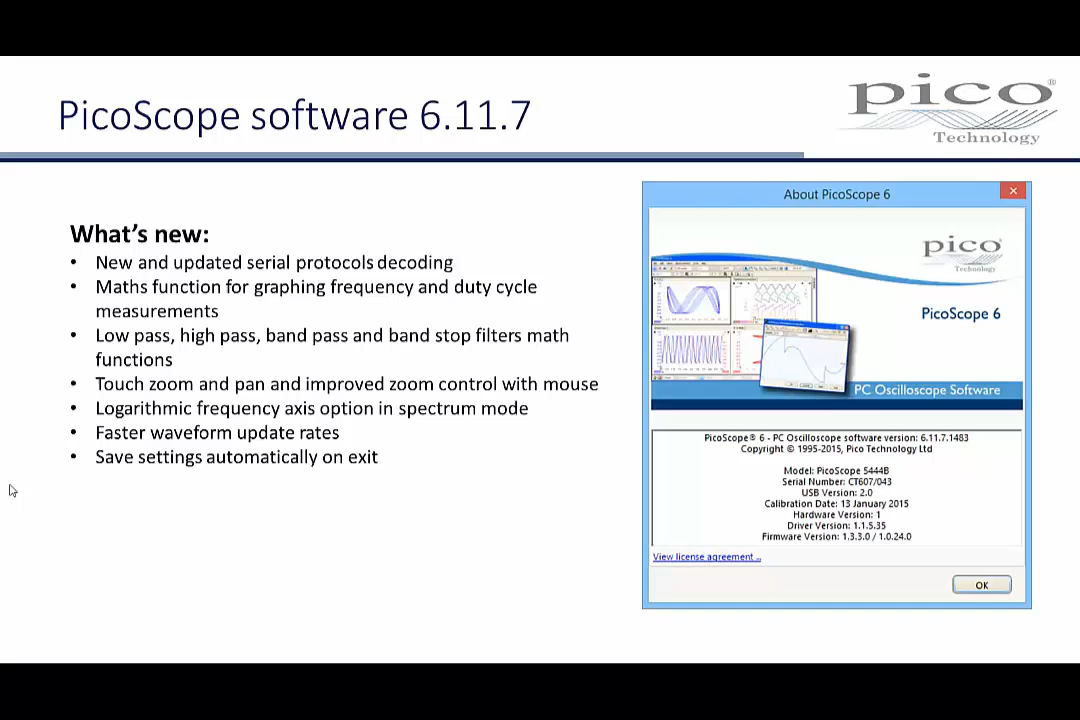 PicoScope software 6.11.7
pico®
Technology
What's new:
• New and updated serial protocols decoding
• Maths function for graphing frequency and duty cycle
measurements
• Low pass, high pass, band pass and band stop filters math
functions
• Touch zoom and pan and improved zoom control with mouse
• Logarithmic frequency axis option in spectrum mode
• Faster waveform update rates
• Save settings automatically on exit
About PicoScope 6
pico
Technology
PicoScope 6
PC Oscilloscope Software
PicoScope® 6 - PC Oscilloscope software version: 6.11.7.1483
Copyright © 1995-2015, Pico Technology Ltd
Model: PicoScope 5444B
Serial Number: CT607/043
USB Version: 2.0
Calibration Date: 13 January 2015
Hardware Version: 1
Driver Version: 1.1.5.35
Firmware Version: 1.3.3.0 / 1.0.24.0
View license agreement ..
OK